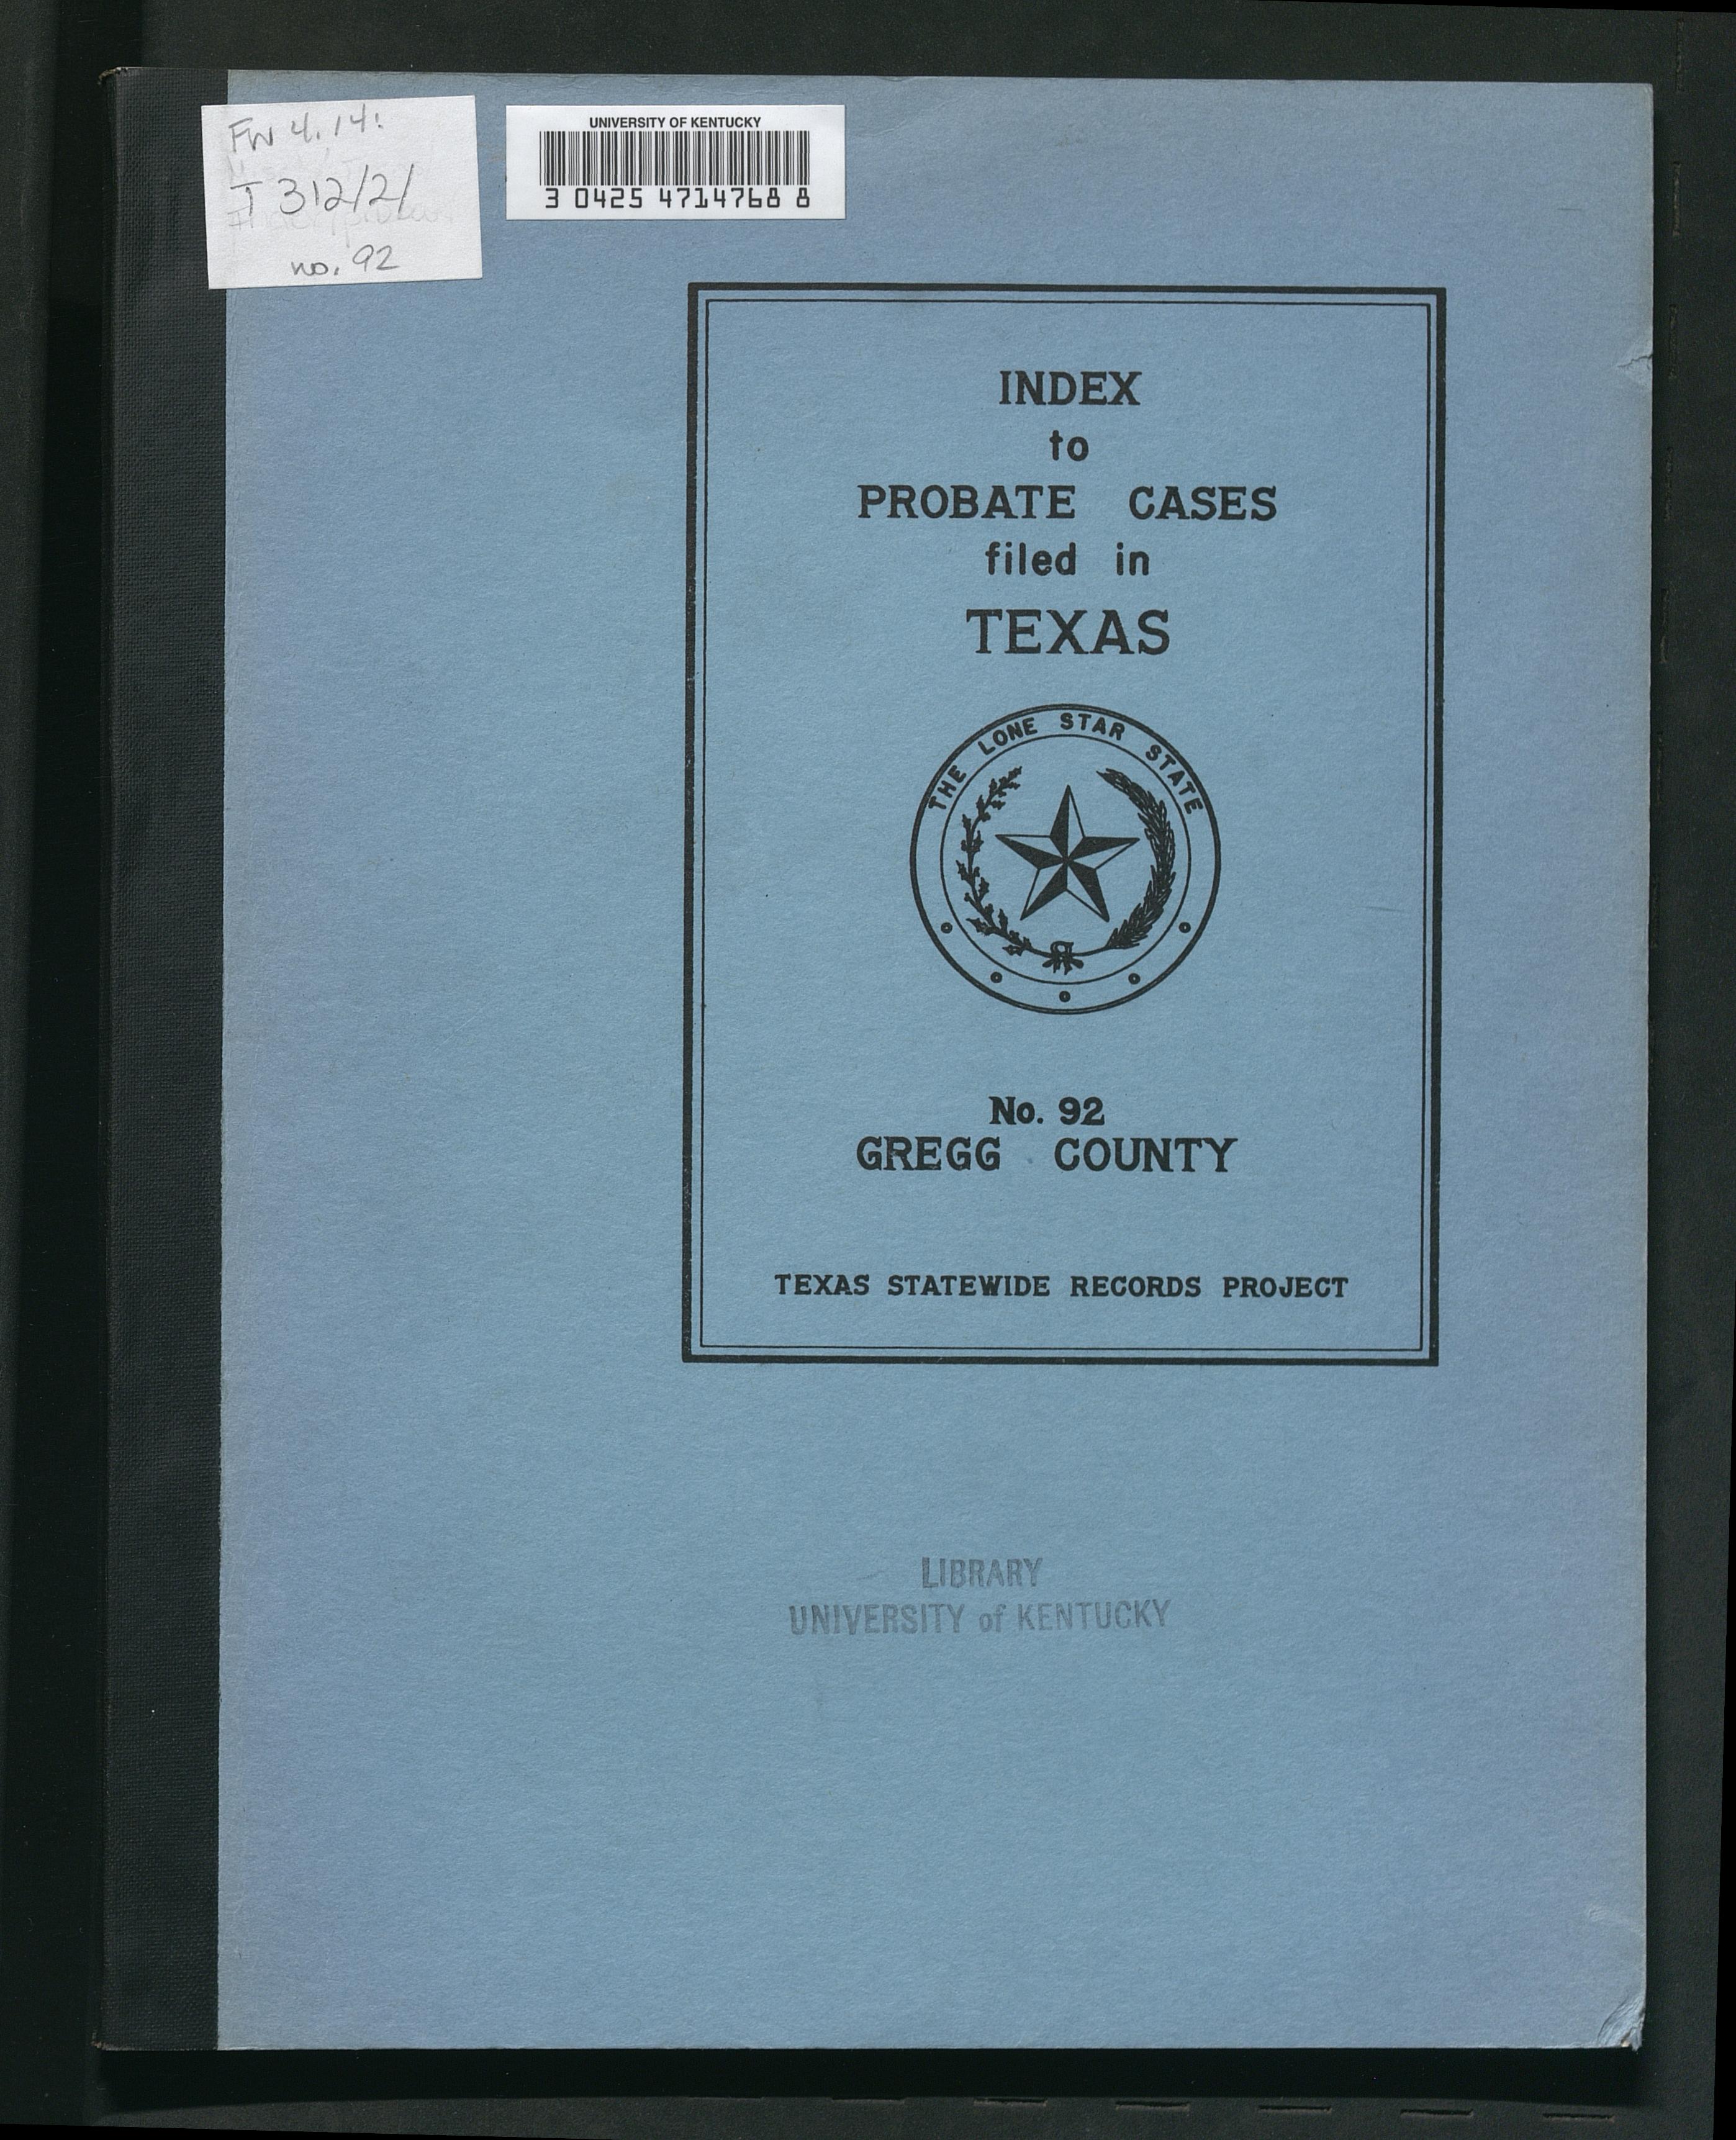 FW 4.14:
T 312/2/
no. 92
UNIVERSITY OF KENTUCKY
3 0425 4714768 8
INDEX
to
PROBATE CASES
filed in
TEXAS
THE LONE STAR STATE
No. 92
GREGG COUNTY
TEXAS STATEWIDE RECORDS PROJECT
LIBRARY
UNIVERSITY of KENTUCKY